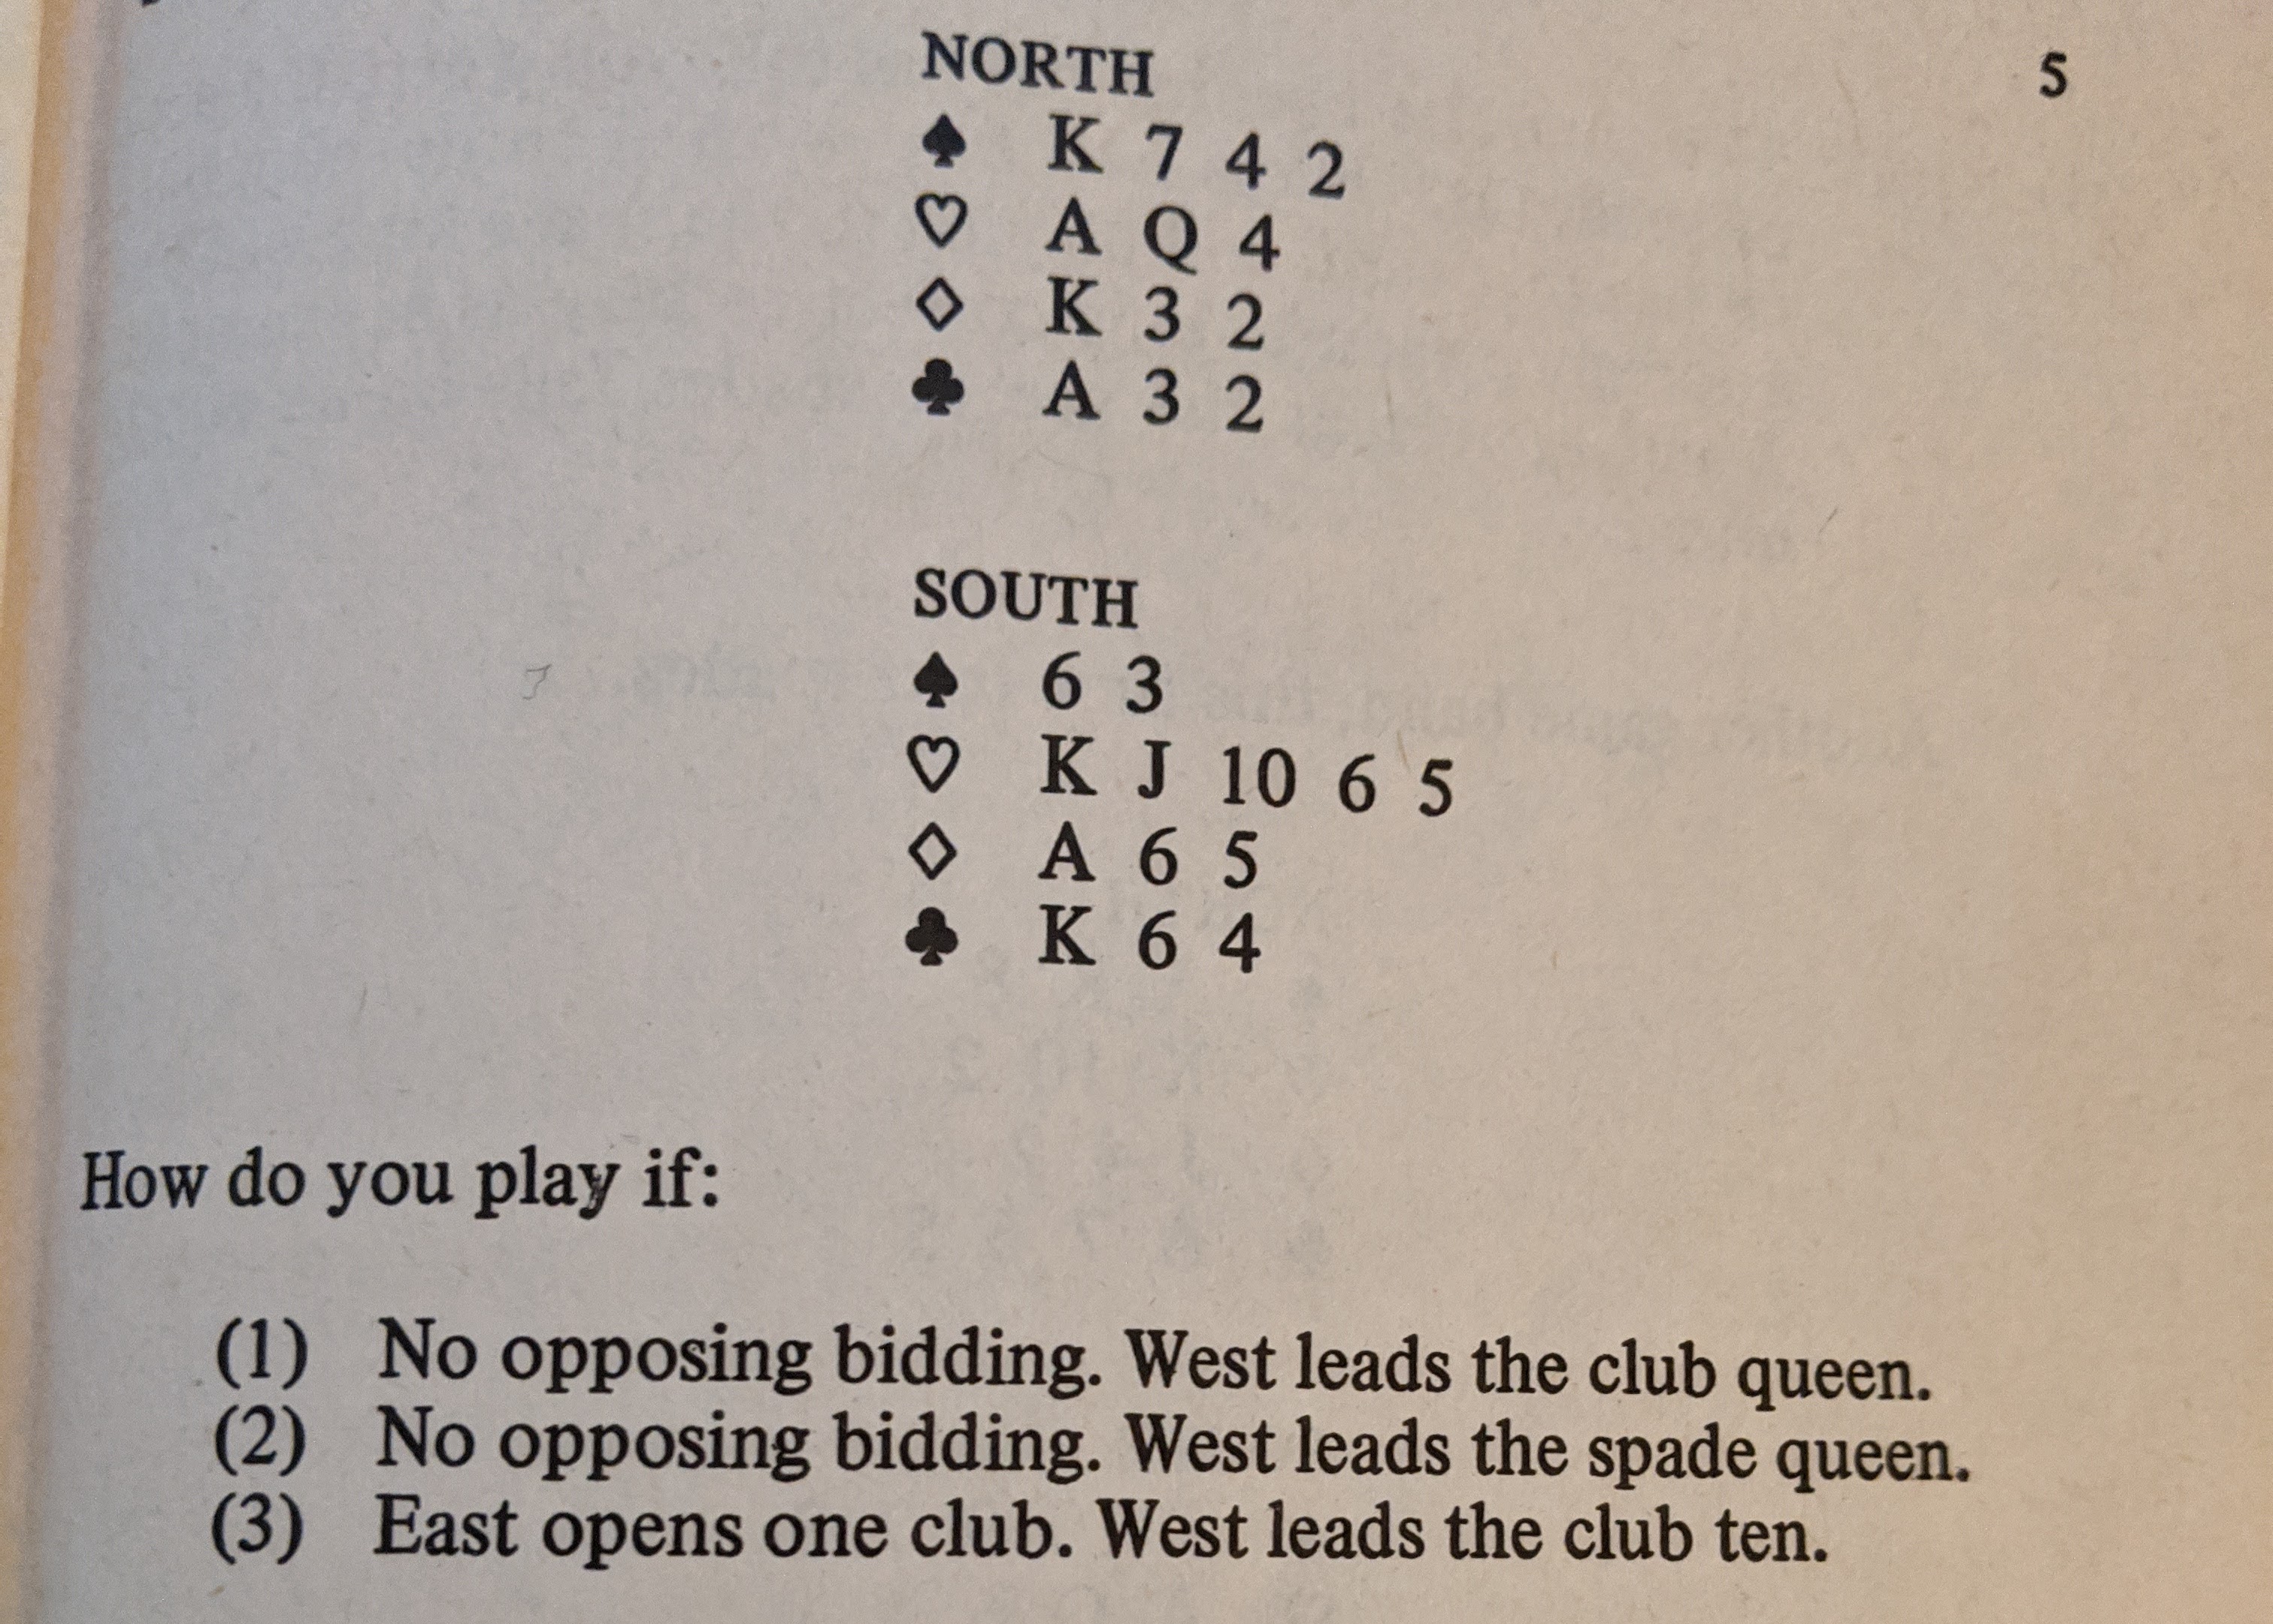 NORTH 5
♠ K 7 4 2
♡ A Q 4
♢ K 3 2
♣ A 3 2
SOUTH
♠ 6 3
♡ K J 10 6 5
♢ A 6 5
♣ K 6 4
How do you play if:
(1) No opposing bidding. West leads the club queen.
(2) No opposing bidding. West leads the spade queen.
(3) East opens one club. West leads the club ten.